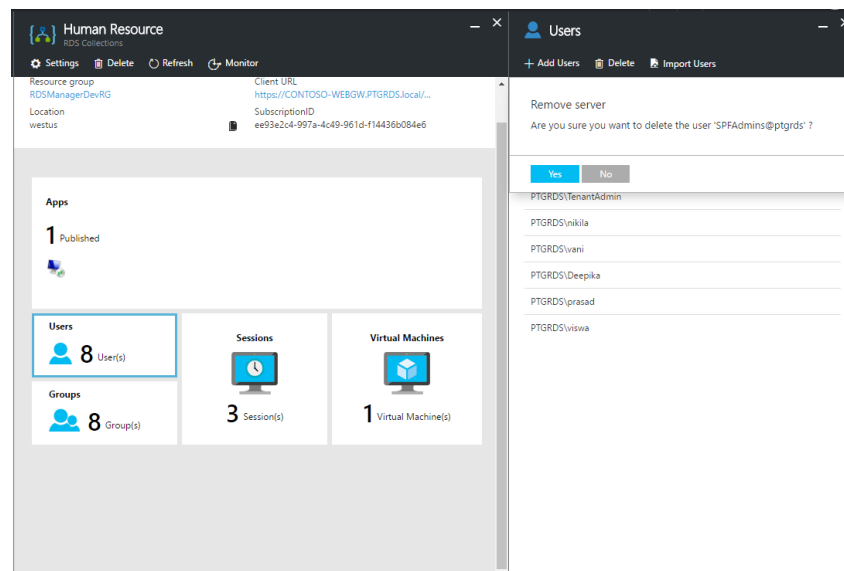 Human Resource
RDS Collections
Settings Delete Refresh Monitor
Resource group
RDSManagerDevRG
Client URL
https://CONTOSO-WEBGW.PTGRDS.local/...
Location
westus
SubscriptionID
ee93e2c4-997a-4c49-961d-f14436b084e6
Apps
1 Published
Users
8 User(s)
Groups
8 Group(s)
Sessions
3 Session(s)
Virtual Machines
1 Virtual Machine(s)
Users
Add Users Delete Import Users
Remove server
Are you sure you want to delete the user 'SPFAdmins@ptgrds' ?
Yes No
PTGRDS\TenantAdmin
PTGRDS\nikila
PTGRDS\vani
PTGRDS\Deepika
PTGRDS\prasad
PTGRDS\viswa